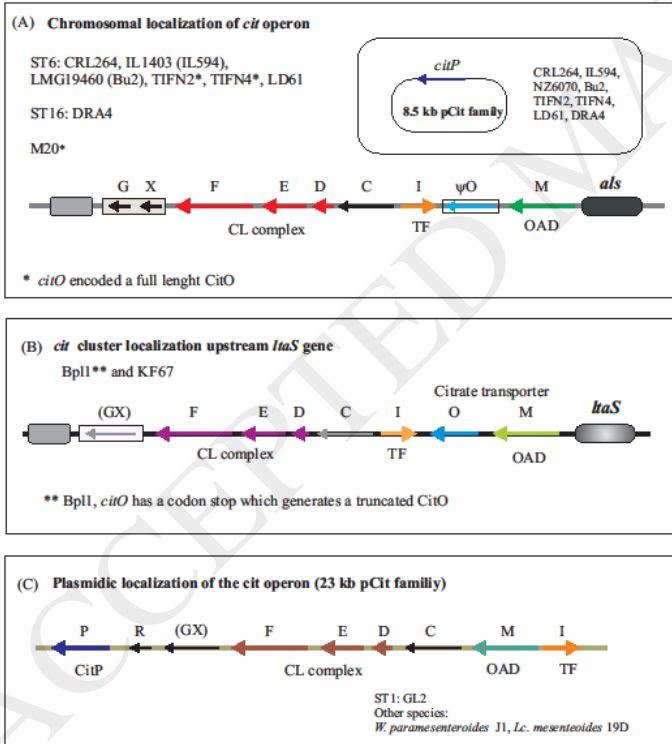 (A) Chromosomal localization of cit operon
ST6: CRL264, IL1403 (IL594),
LMG19460 (Bu2), TIFN2*, TIFN4*, LD61
ST16: DRA4
M20*
citP
8.5 kb pCit family
CRL264, IL594,
NZ6070, Bu2,
TIFN2, TIFN4,
LD61, DRA4
G X F E D C I ψO M als
CL complex TF OAD
* citO encoded a full lenght CitO
(B) cit cluster localization upstream ltaS gene
Bpl1** and KF67
Citrate transporter
(GX) F E D C I O M ltaS
CL complex TF OAD
** Bpl1, citO has a codon stop which generates a truncated CitO
(C) Plasmidic localization of the cit operon (23 kb pCit familiy)
P R (GX) F E D C M I
CitP CL complex OAD TF
ST1: GL2
Other species:
W. paramesenteroides J1, Lc. mesenteoides 19D
ACCEPTED MA